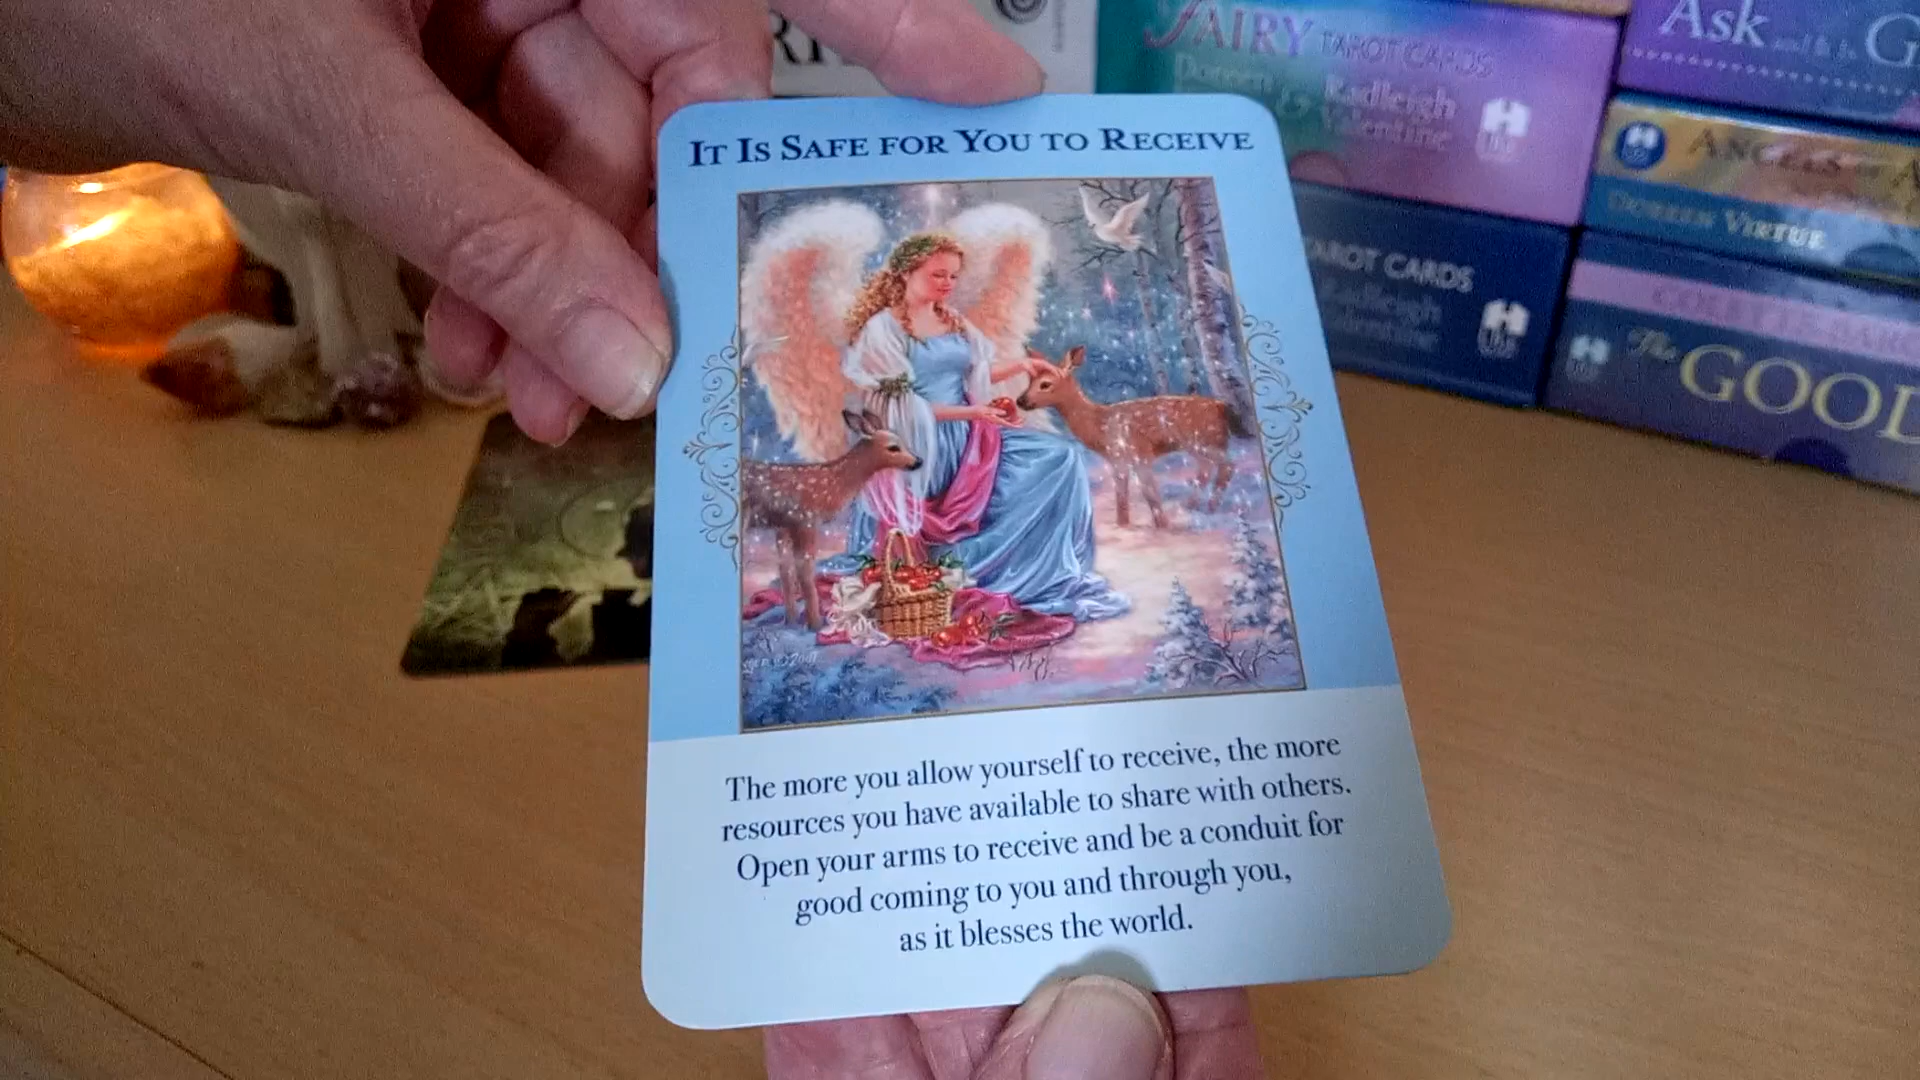 IT IS SAFE FOR YOU TO RECEIVE
The more you allow yourself to receive, the more
resources you have available to share with others.
Open your arms to receive and be a conduit for
good coming to you and through you,
as it blesses the world.
FAIRY TAROT CARDS
Doreen & Radleigh
Valentine
TAROT CARDS
Radleigh
Valentine
Ask
ANGELS OF
DOREEN VIRTUE
The GOOD